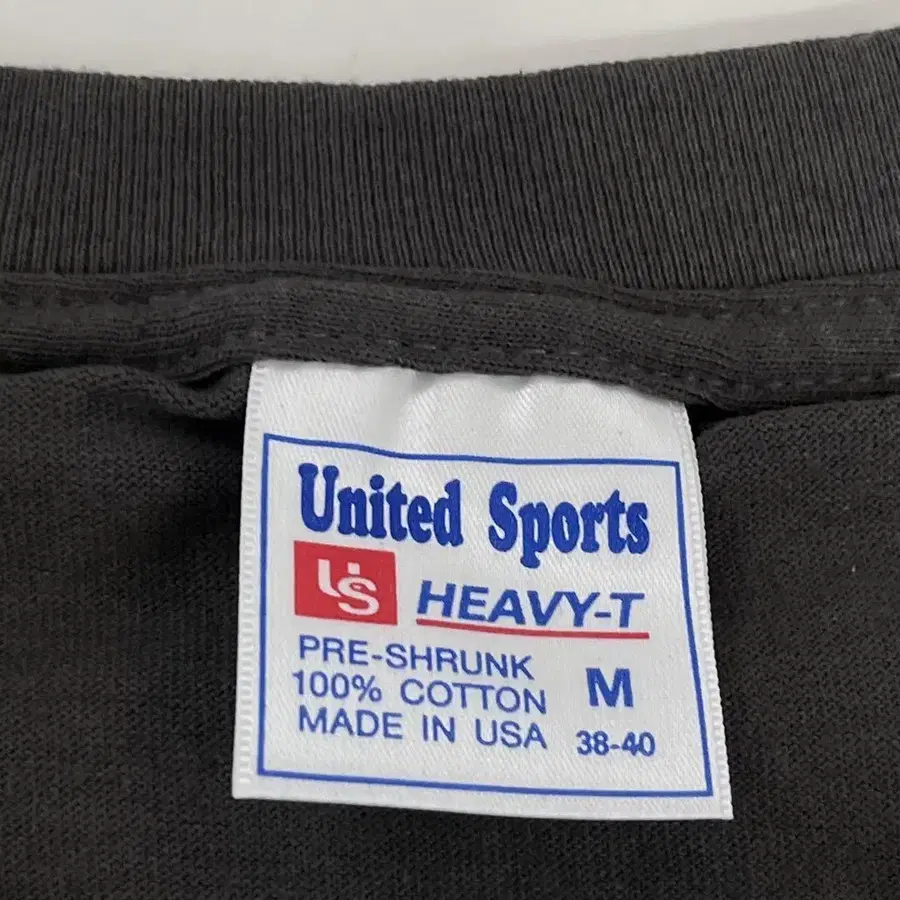 United Sports
US HEAVY-T
PRE-SHRUNK
100% COTTON M
MADE IN USA 38-40